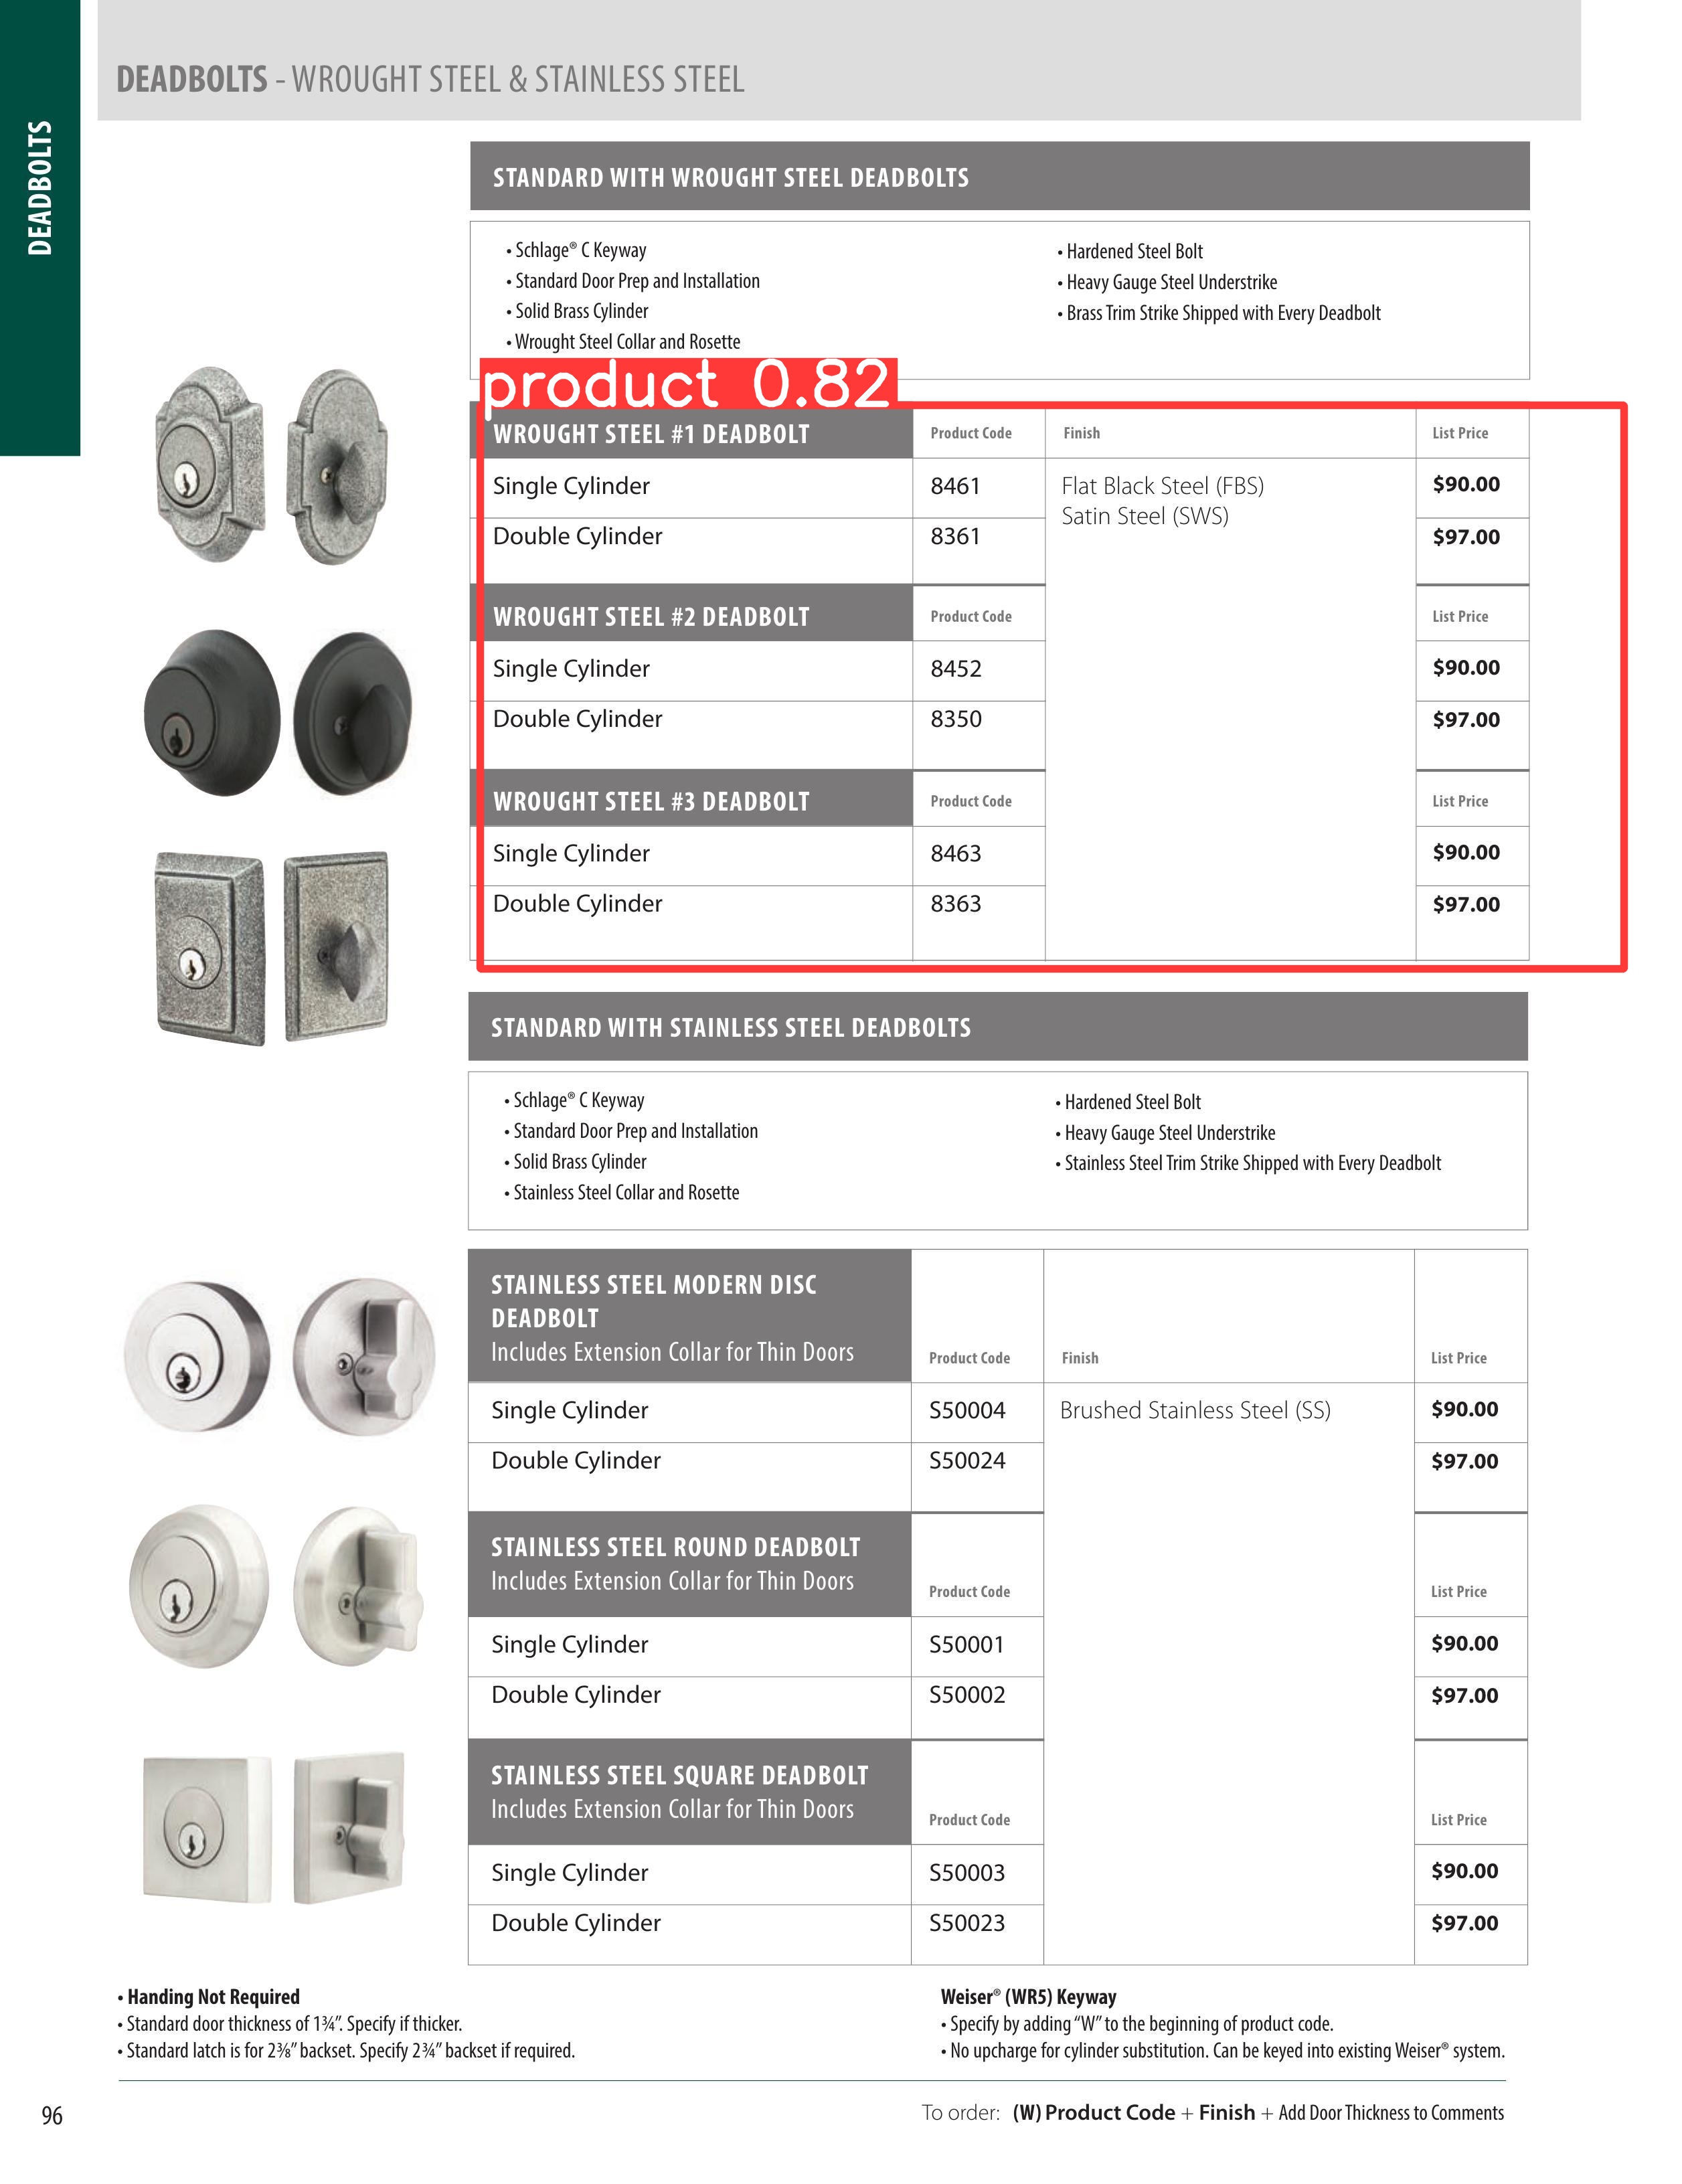 DEADBOLTS - WROUGHT STEEL & STAINLESS STEEL
DEADBOLTS
STANDARD WITH WROUGHT STEEL DEADBOLTS
• Schlage® C Keyway
• Standard Door Prep and Installation
• Solid Brass Cylinder
• Wrought Steel Collar and Rosette
• Hardened Steel Bolt
• Heavy Gauge Steel Understrike
• Brass Trim Strike Shipped with Every Deadbolt
product 0.82
WROUGHT STEEL #1 DEADBOLT Product Code Finish List Price
Single Cylinder 8461 Flat Black Steel (FBS) $90.00
Satin Steel (SWS)
Double Cylinder 8361 $97.00
WROUGHT STEEL #2 DEADBOLT Product Code List Price
Single Cylinder 8452 $90.00
Double Cylinder 8350 $97.00
WROUGHT STEEL #3 DEADBOLT Product Code List Price
Single Cylinder 8463 $90.00
Double Cylinder 8363 $97.00
STANDARD WITH STAINLESS STEEL DEADBOLTS
• Schlage® C Keyway
• Standard Door Prep and Installation
• Solid Brass Cylinder
• Stainless Steel Collar and Rosette
• Hardened Steel Bolt
• Heavy Gauge Steel Understrike
• Stainless Steel Trim Strike Shipped with Every Deadbolt
STAINLESS STEEL MODERN DISC
DEADBOLT
Includes Extension Collar for Thin Doors Product Code Finish List Price
Single Cylinder S50004 Brushed Stainless Steel (SS) $90.00
Double Cylinder S50024 $97.00
STAINLESS STEEL ROUND DEADBOLT
Includes Extension Collar for Thin Doors Product Code List Price
Single Cylinder S50001 $90.00
Double Cylinder S50002 $97.00
STAINLESS STEEL SQUARE DEADBOLT
Includes Extension Collar for Thin Doors Product Code List Price
Single Cylinder S50003 $90.00
Double Cylinder S50023 $97.00
• Handing Not Required
• Standard door thickness of 1¾”. Specify if thicker.
• Standard latch is for 2⅜” backset. Specify 2¾” backset if required.
Weiser® (WR5) Keyway
• Specify by adding “W” to the beginning of product code.
• No upcharge for cylinder substitution. Can be keyed into existing Weiser® system.
96
To order: (W) Product Code + Finish + Add Door Thickness to Comments